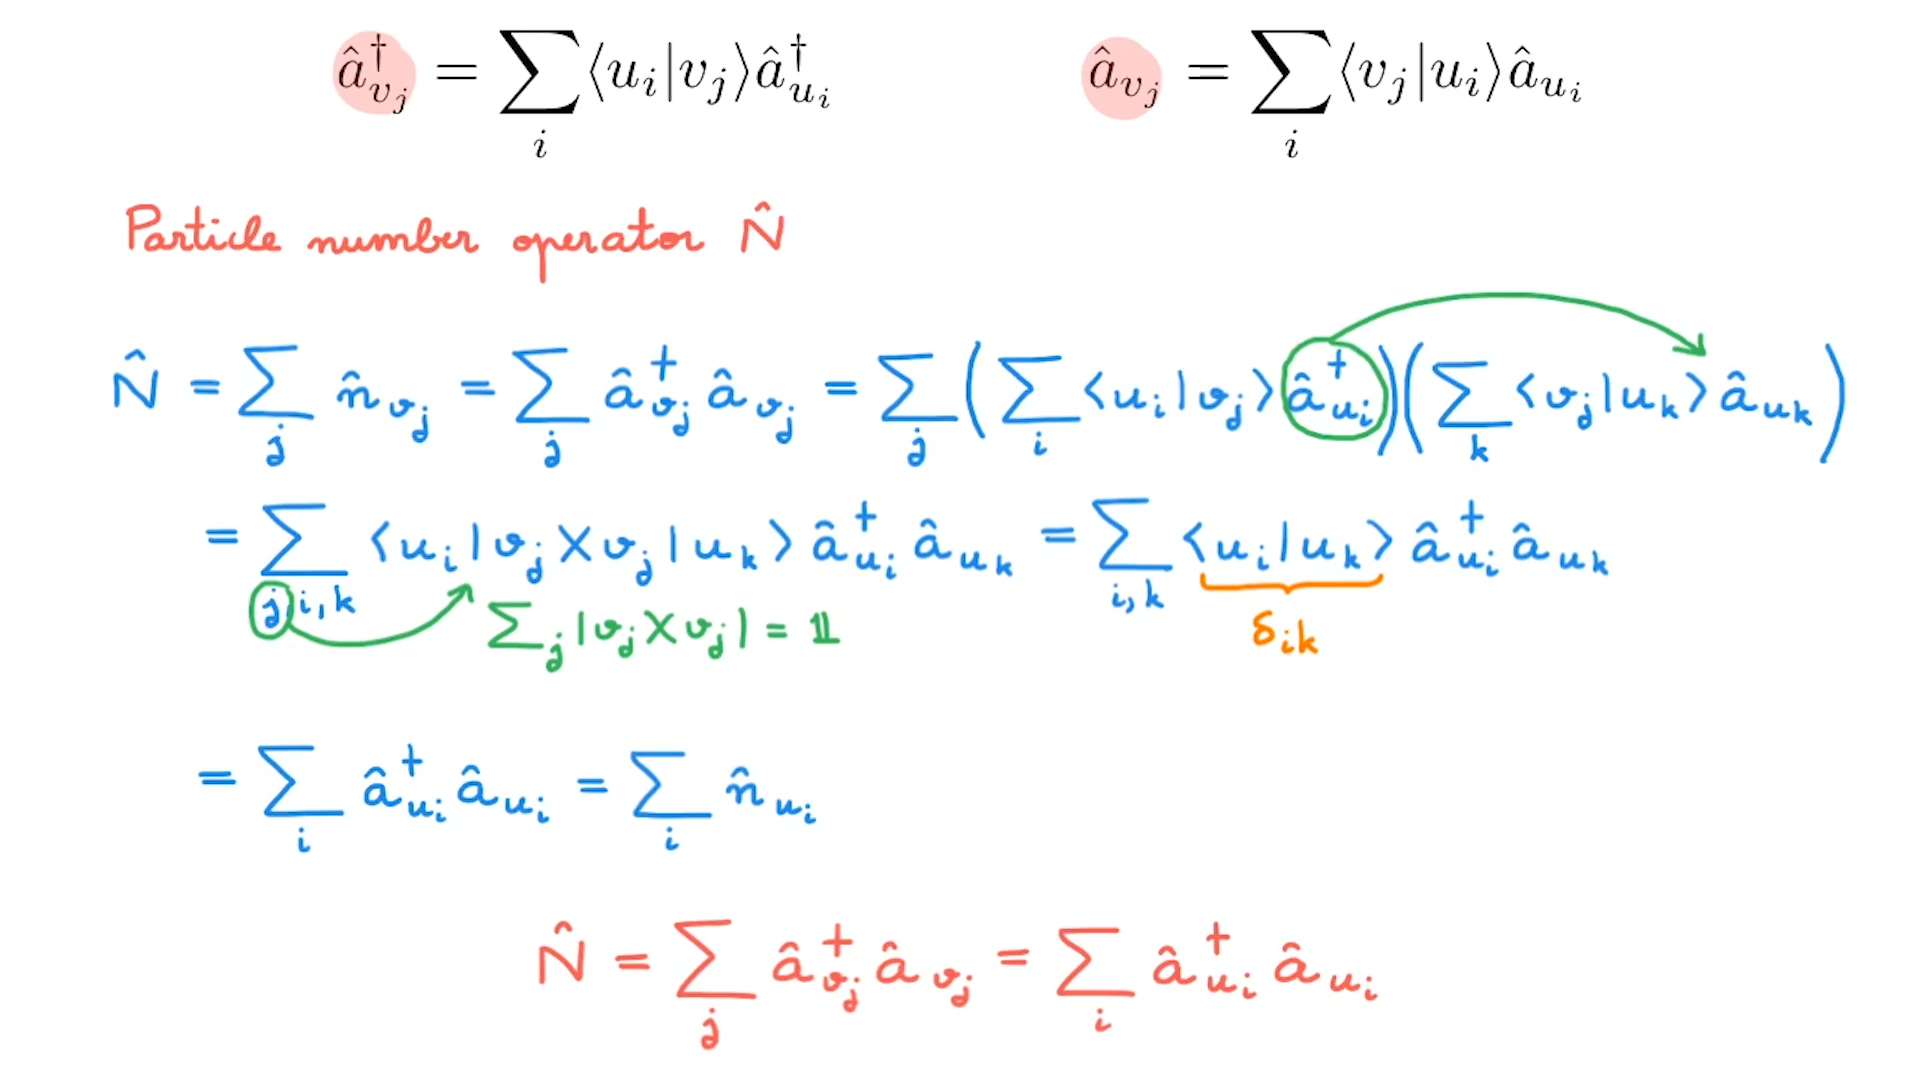 â†_{v_j} = ∑_i ⟨u_i|v_j⟩ â†_{u_i}    â_{v_j} = ∑_i ⟨v_j|u_i⟩ â_{u_i}
Particle number operator N̂
N̂ = ∑_j n̂_{v_j} = ∑_j â†_{v_j} â_{v_j} = ∑_j (∑_i ⟨u_i|v_j⟩ â†_{u_i})(∑_k ⟨v_j|u_k⟩ â_{u_k})
= ∑_{j,i,k} ⟨u_i|v_j⟩⟨v_j|u_k⟩ â†_{u_i} â_{u_k} = ∑_{i,k} ⟨u_i|u_k⟩ â†_{u_i} â_{u_k}
∑_j |v_j⟩⟨v_j| = 𝟙    δ_{ik}
= ∑_i â†_{u_i} â_{u_i} = ∑_i n̂_{u_i}
N̂ = ∑_j â†_{v_j} â_{v_j} = ∑_i â†_{u_i} â_{u_i}